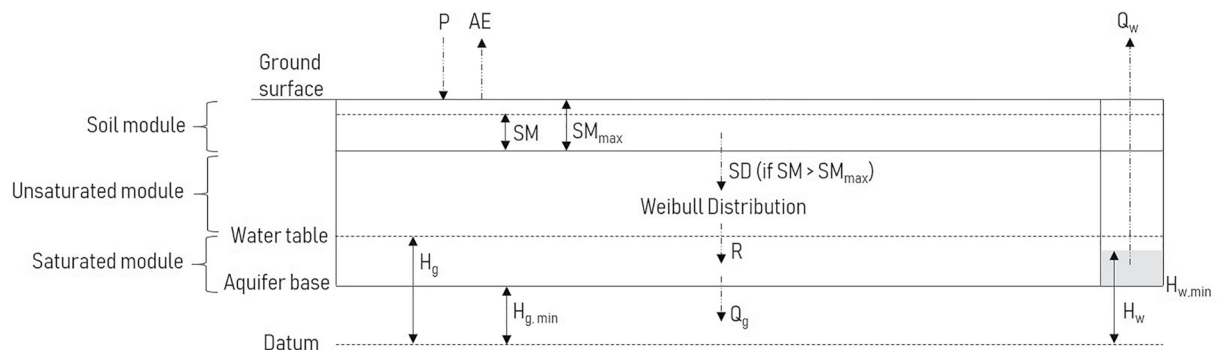 P
AE
Q_w
Ground
surface
Soil module
SM
SM_max
SD (if SM > SM_max)
Unsaturated module
Weibull Distribution
Water table
Saturated module
H_g
R
Aquifer base
H_w.min
H_g. min
Q_g
H_w
Datum